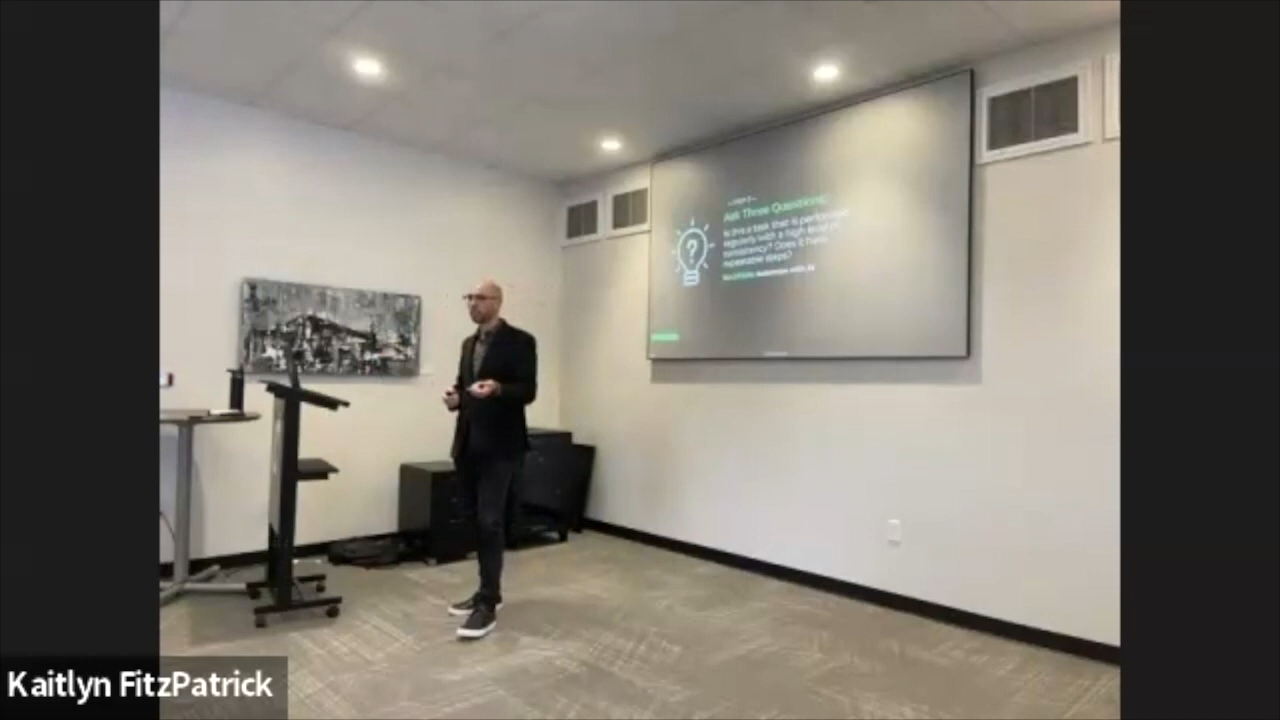 Ask Three Questions:
Is this a task that is performed
regularly with a high level of
consistency? Does it have
repeatable steps?
Kaitlyn FitzPatrick